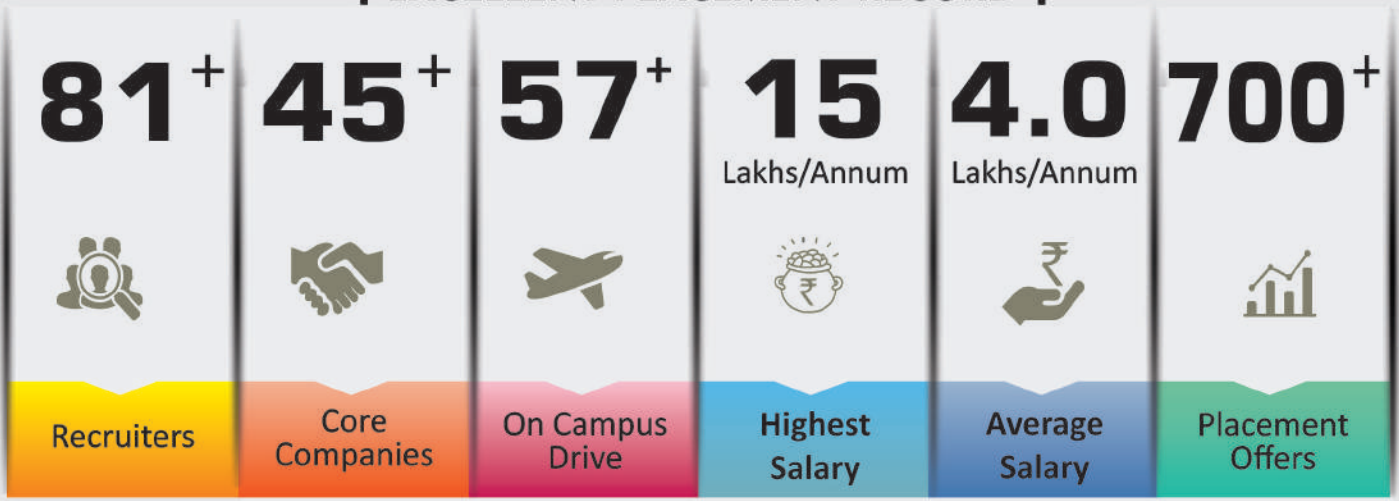 81+
Recruiters
45+
Core
Companies
57+
On Campus
Drive
15
Lakhs/Annum
Highest
Salary
4.0
Lakhs/Annum
Average
Salary
700+
Placement
Offers